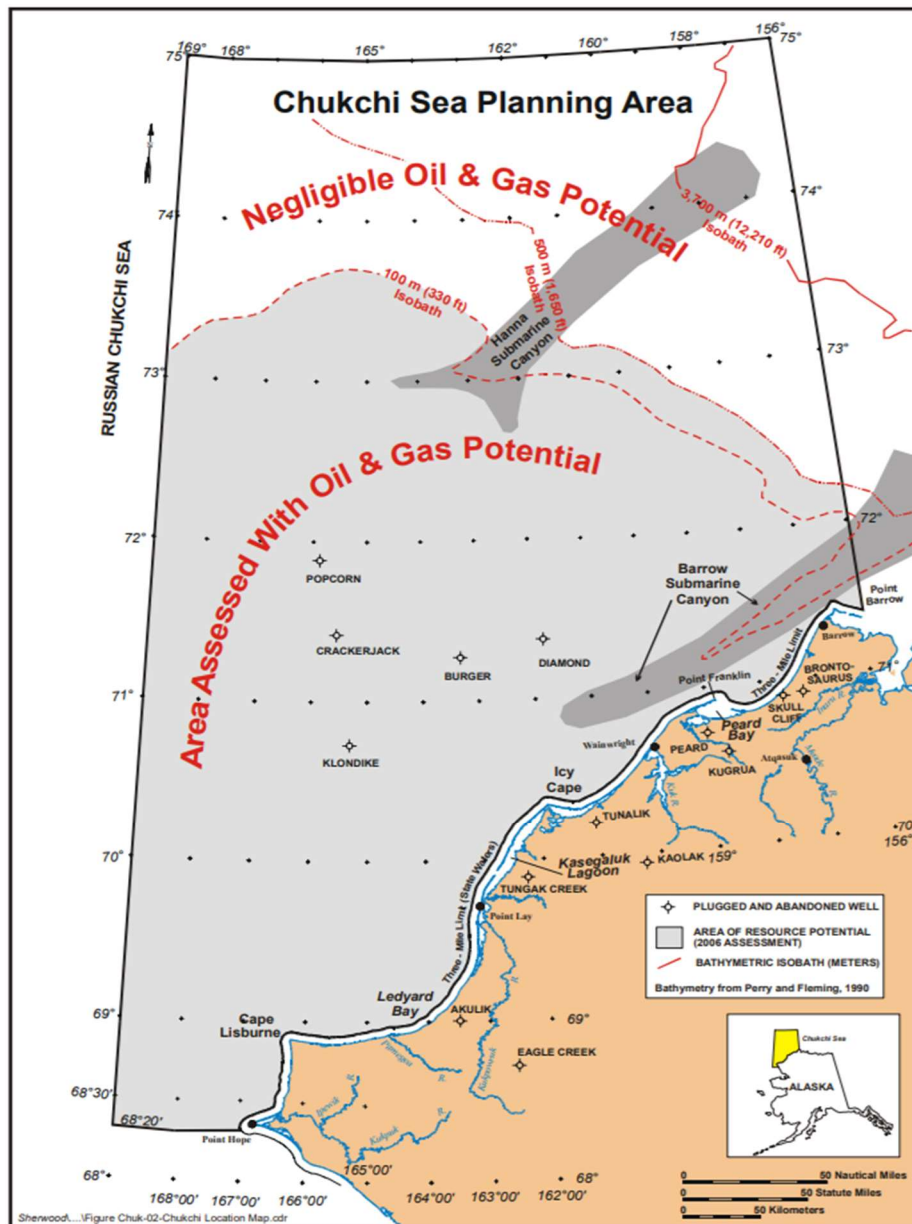 169°
168°
165°
162°
160°
158°
156°
75°
75°
Chukchi Sea Planning Area
Negligible Oil & Gas Potential
74°
74°
3,700 m (12,210 ft)
Isobath
500 m (1,650 ft)
Isobath
100 m (330 ft)
Isobath
Hanna
Submarine
Canyon
RUSSIAN CHUKCHI SEA
73°
73°
Area Assessed With Oil & Gas Potential
72°
72°
POPCORN
Barrow
Submarine
Canyon
Point
Barrow
CRACKERJACK
BURGER
DIAMOND
Barrow
Three - Mile Limit
BRONTO-
SAURUS
71°
71°
Point Franklin
SKULL
CLIFF
Inaru R.
Peard
Bay
KLONDIKE
Wainwright
PEARD
KUGRUA
Atqasuk
Meade R.
Icy
Cape
Kuk R.
TUNALIK
70°
156°
70°
Kasegaluk
Lagoon
KAOLAK
159°
TUNGAK CREEK
Three - Mile Limit (State Waters)
Point Lay
PLUGGED AND ABANDONED WELL
AREA OF RESOURCE POTENTIAL
(2006 ASSESSMENT)
BATHYMETRIC ISOBATH (METERS)
Bathymetry from Perry and Fleming, 1990
Ledyard
Bay
AKULIK
69°
69°
Cape
Lisburne
EAGLE CREEK
R.
Pitmegea R.
Kukpowruk
Chukchi Sea
ALASKA
68°30'
68°20'
Ipewik R.
Kukpuk R.
Point Hope
68°
165°00'
68°
168°00'
167°00'
166°00'
164°00'
163°00'
162°00'
0 50 Nautical Miles
0 50 Statute Miles
0 50 Kilometers
Sherwood\....\Figure Chuk-02-Chukchi Location Map.cdr